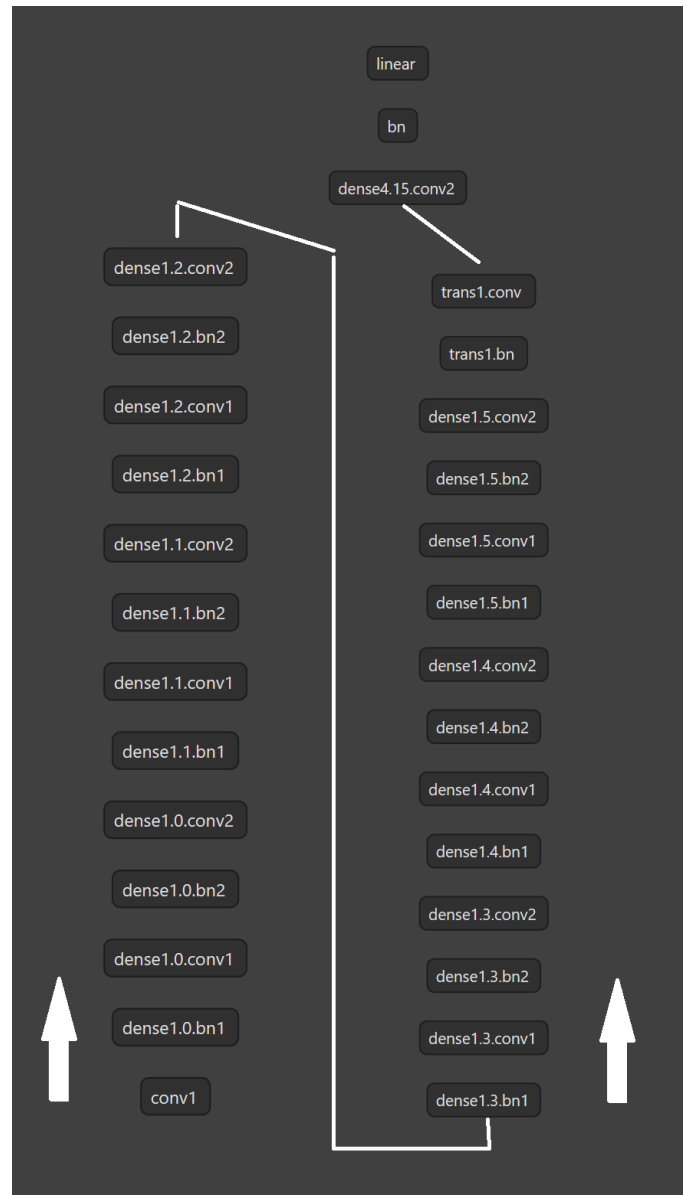 linear
bn
dense4.15.conv2
dense1.2.conv2
dense1.2.bn2
dense1.2.conv1
dense1.2.bn1
dense1.1.conv2
dense1.1.bn2
dense1.1.conv1
dense1.1.bn1
dense1.0.conv2
dense1.0.bn2
dense1.0.conv1
dense1.0.bn1
conv1
trans1.conv
trans1.bn
dense1.5.conv2
dense1.5.bn2
dense1.5.conv1
dense1.5.bn1
dense1.4.conv2
dense1.4.bn2
dense1.4.conv1
dense1.4.bn1
dense1.3.conv2
dense1.3.bn2
dense1.3.conv1
dense1.3.bn1